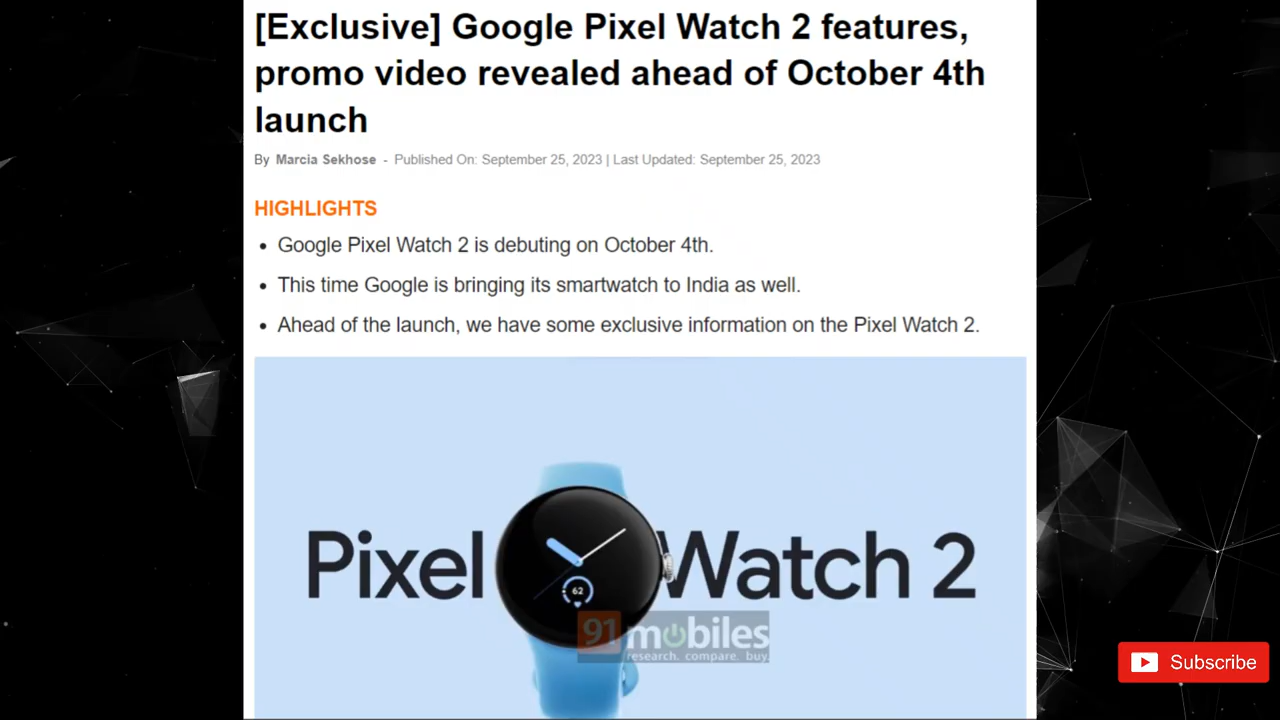 [Exclusive] Google Pixel Watch 2 features,
promo video revealed ahead of October 4th
launch
By Marcia Sekhose - Published On: September 25, 2023 | Last Updated: September 25, 2023
HIGHLIGHTS
• Google Pixel Watch 2 is debuting on October 4th.
• This time Google is bringing its smartwatch to India as well.
• Ahead of the launch, we have some exclusive information on the Pixel Watch 2.
Pixel Watch 2
62
91mobiles
research. compare. buy.
Subscribe